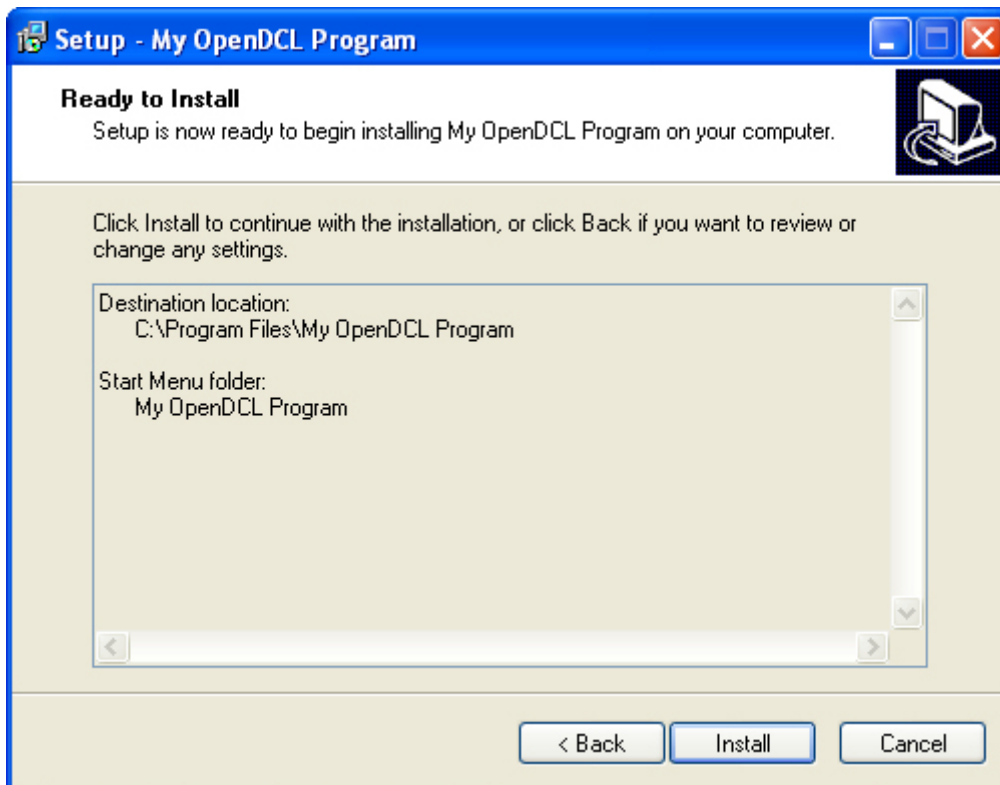 Setup - My OpenDCL Program
Ready to Install
Setup is now ready to begin installing My OpenDCL Program on your computer.
Click Install to continue with the installation, or click Back if you want to review or
change any settings.
Destination location:
C:\Program Files\My OpenDCL Program
Start Menu folder:
My OpenDCL Program
< Back
Install
Cancel